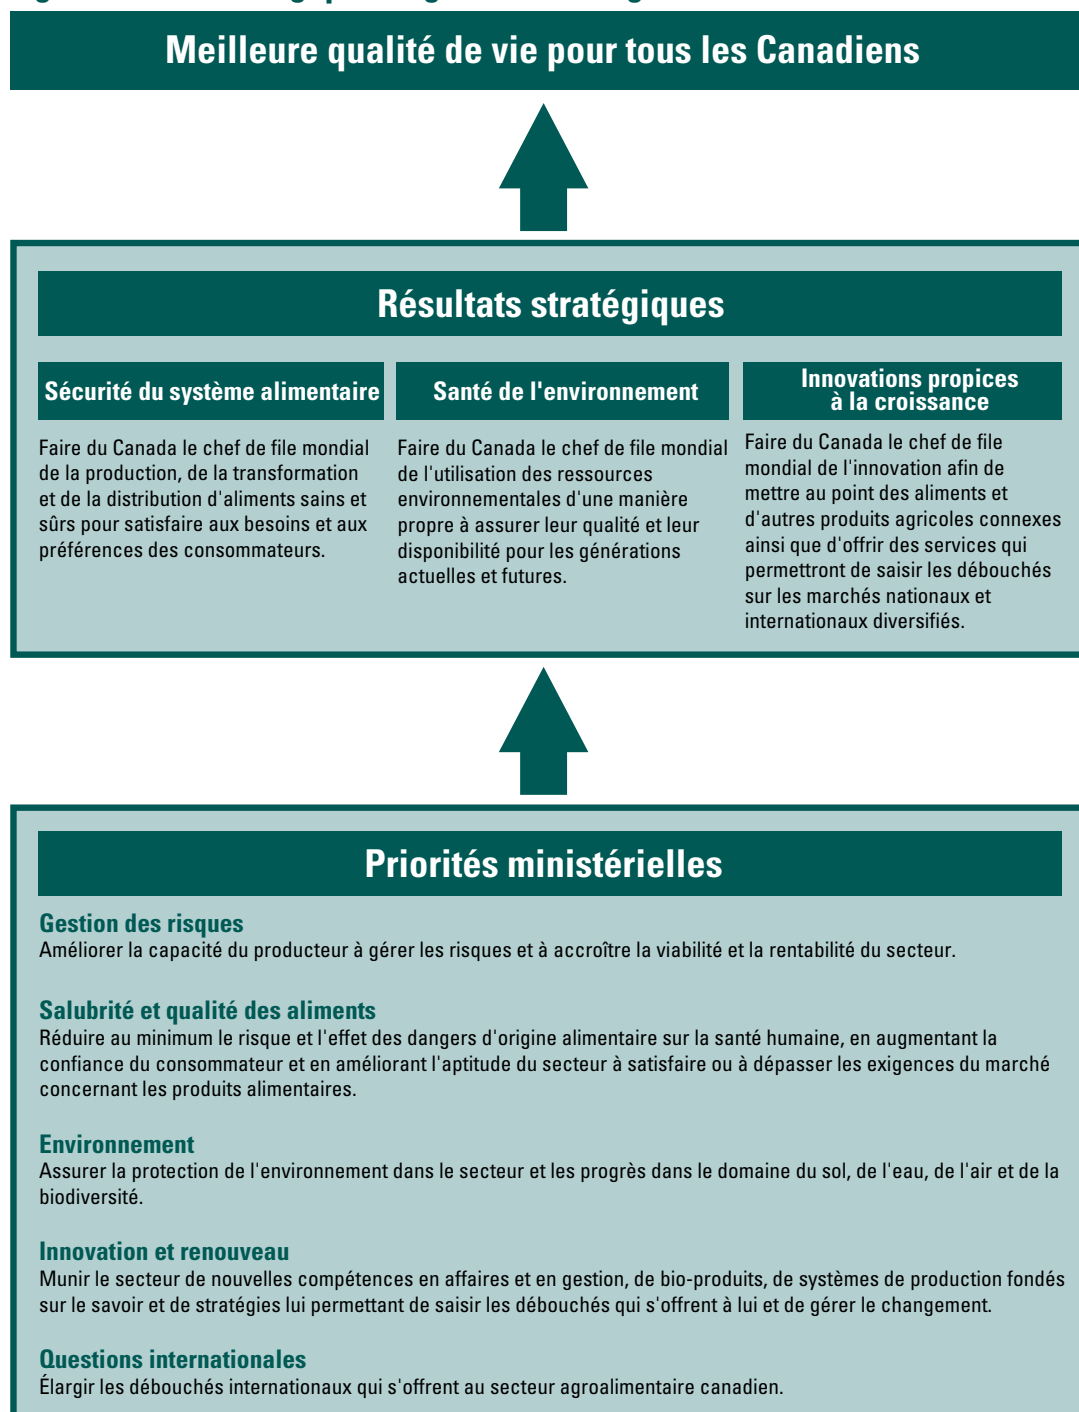 Meilleure qualité de vie pour tous les Canadiens
Résultats stratégiques
Sécurité du système alimentaire
Faire du Canada le chef de file mondial
de la production, de la transformation
et de la distribution d'aliments sains et
sûrs pour satisfaire aux besoins et aux
préférences des consommateurs.
Santé de l'environnement
Faire du Canada le chef de file mondial
de l'utilisation des ressources
environnementales d'une manière
propre à assurer leur qualité et leur
disponibilité pour les générations
actuelles et futures.
Innovations propices
à la croissance
Faire du Canada le chef de file
mondial de l'innovation afin de
mettre au point des aliments et
d'autres produits agricoles connexes
ainsi que d'offrir des services qui
permettront de saisir les débouchés
sur les marchés nationaux et
internationaux diversifiés.
Priorités ministérielles
Gestion des risques
Améliorer la capacité du producteur à gérer les risques et à accroître la viabilité et la rentabilité du secteur.
Salubrité et qualité des aliments
Réduire au minimum le risque et l'effet des dangers d'origine alimentaire sur la santé humaine, en augmentant la
confiance du consommateur et en améliorant l'aptitude du secteur à satisfaire ou à dépasser les exigences du marché
concernant les produits alimentaires.
Environnement
Assurer la protection de l'environnement dans le secteur et les progrès dans le domaine du sol, de l'eau, de l'air et de la
biodiversité.
Innovation et renouveau
Munir le secteur de nouvelles compétences en affaires et en gestion, de bio-produits, de systèmes de production fondés
sur le savoir et de stratégies lui permettant de saisir les débouchés qui s'offrent à lui et de gérer le changement.
Questions internationales
Élargir les débouchés internationaux qui s'offrent au secteur agroalimentaire canadien.